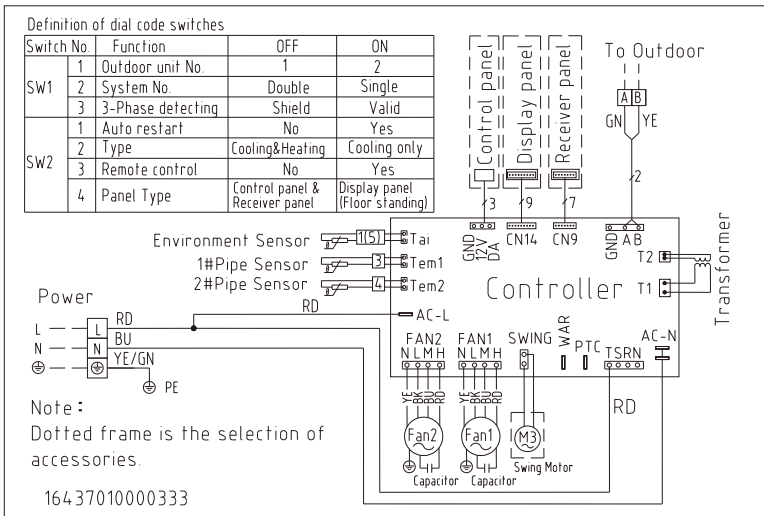 Definition of dial code switches
Switch No. Function OFF ON
SW1
1 Outdoor unit No. 1 2
2 System No. Double Single
3 3-Phase detecting Shield Valid
SW2
1 Auto restart No Yes
2 Type Cooling&Heating Cooling only
3 Remote control No Yes
4 Panel Type Control panel & Receiver panel Display panel (Floor standing)
Control panel
Display panel
Receiver panel
To Outdoor
A B
GN YE
3 9 7 2
GND 12V DA CN14 CN9 GND A B
Environment Sensor 1(5) Tai
1#Pipe Sensor 3 Tem1
2#Pipe Sensor 4 Tem2
Controller
T2
T1
Transformer
Power
RD AC-L
L L RD
N N BU
YE/GN
PE
FAN2 FAN1 SWING WAR PTC AC-N
N L M H N L M H TSRN
YE BK BU RD YE BK BU RD
RD
Fan2 Fan1 M3
Capacitor Capacitor Swing Motor
Note:
Dotted frame is the selection of
accessories.
16437010000333